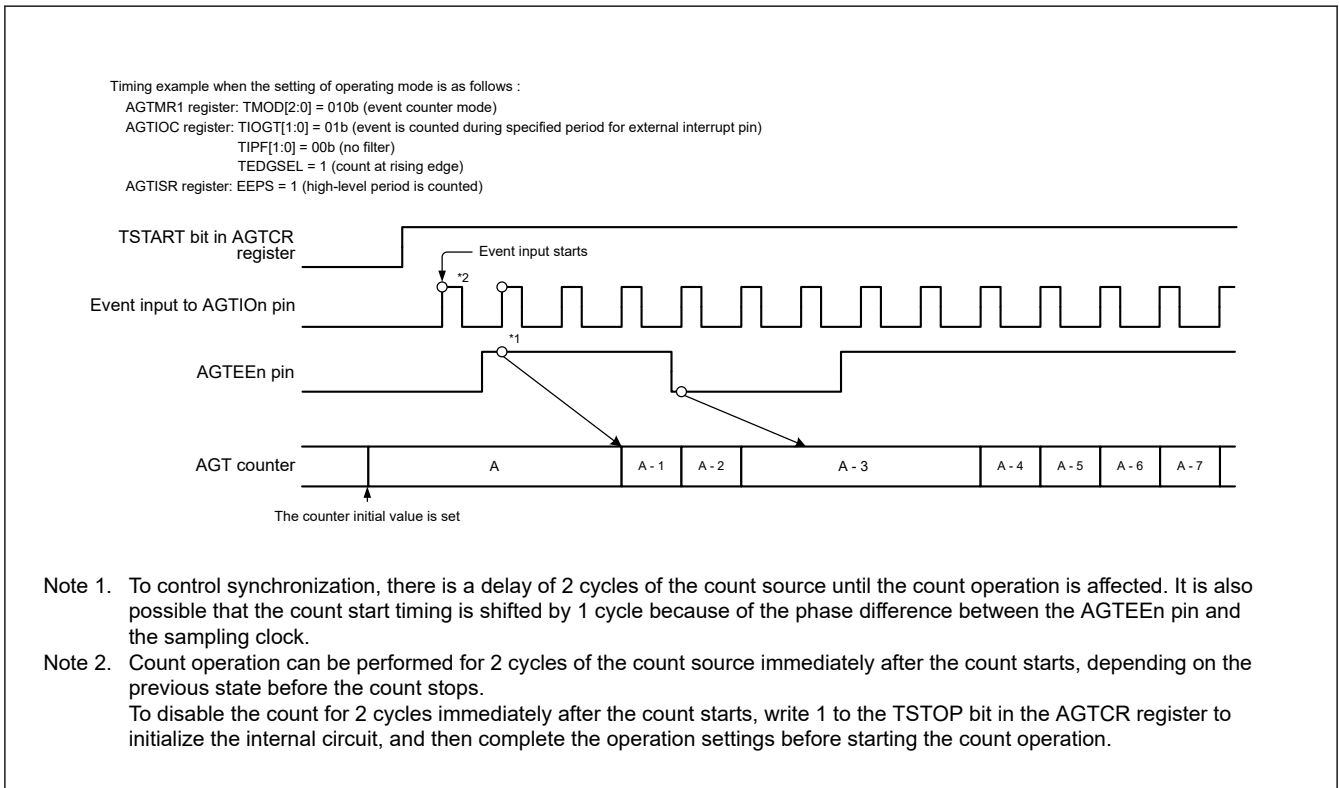 Timing example when the setting of operating mode is as follows :
AGTMR1 register: TMOD[2:0] = 010b (event counter mode)
AGTIOC register: TIOGT[1:0] = 01b (event is counted during specified period for external interrupt pin)
TIPF[1:0] = 00b (no filter)
TEDGSEL = 1 (count at rising edge)
AGTISR register: EEPS = 1 (high-level period is counted)
TSTART bit in AGTCR
register
Event input starts
*2
Event input to AGTIOn pin
*1
AGTEEn pin
AGT counter
A
A - 1
A - 2
A - 3
A - 4
A - 5
A - 6
A - 7
The counter initial value is set
Note 1. To control synchronization, there is a delay of 2 cycles of the count source until the count operation is affected. It is also
possible that the count start timing is shifted by 1 cycle because of the phase difference between the AGTEEn pin and
the sampling clock.
Note 2. Count operation can be performed for 2 cycles of the count source immediately after the count starts, depending on the
previous state before the count stops.
To disable the count for 2 cycles immediately after the count starts, write 1 to the TSTOP bit in the AGTCR register to
initialize the internal circuit, and then complete the operation settings before starting the count operation.